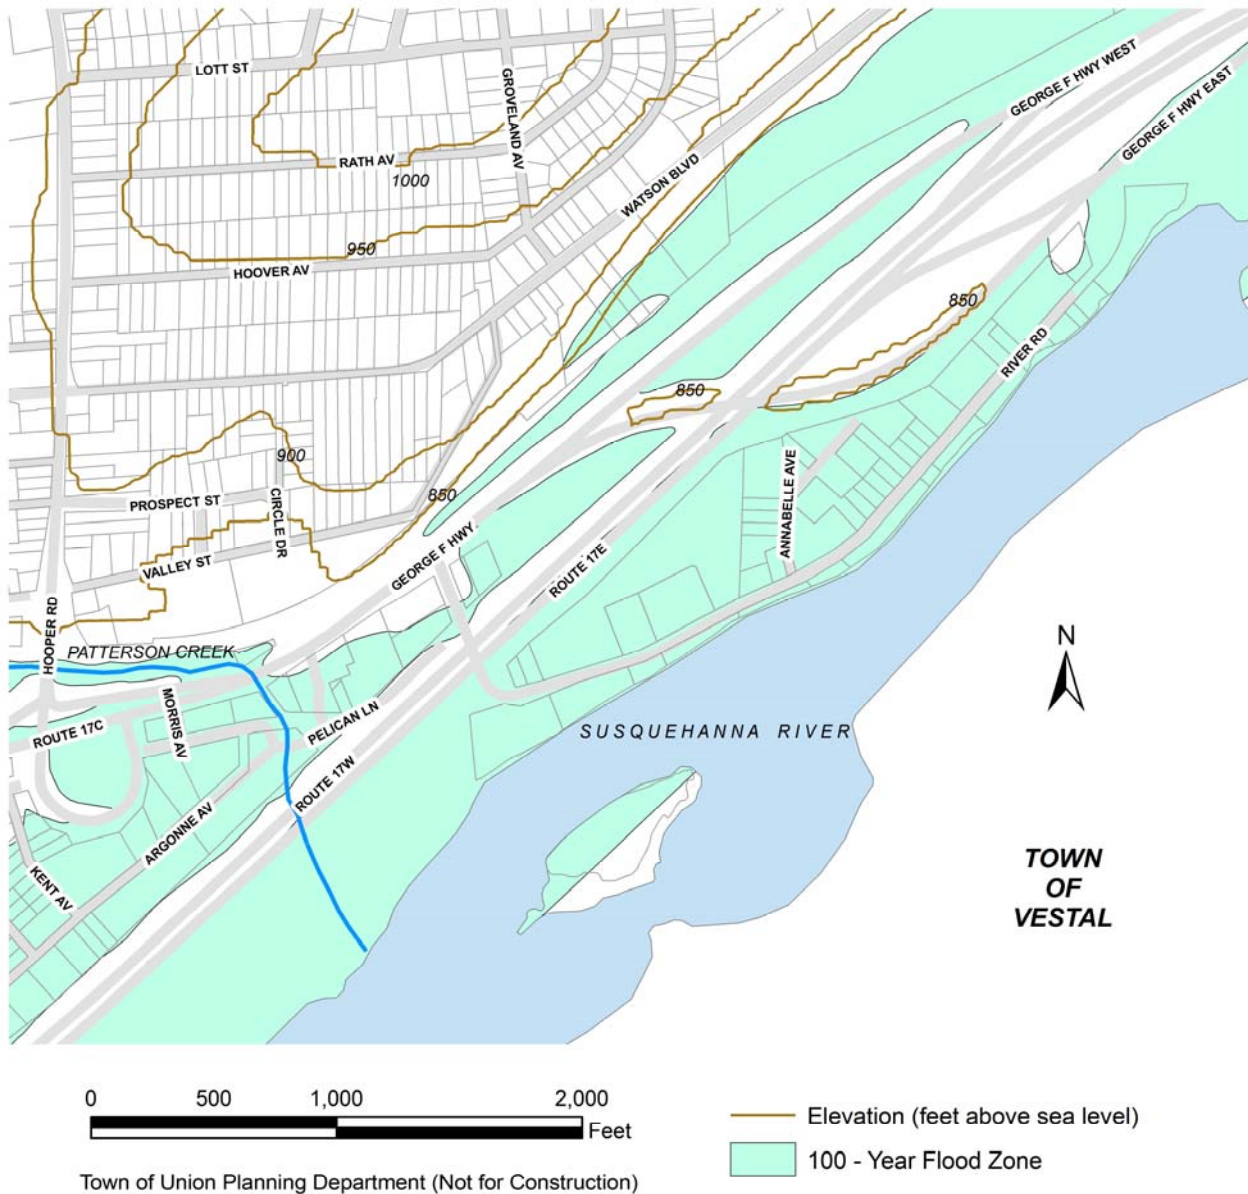 LOTT ST
GROVELAND AV
GEORGE F HWY WEST
GEORGE F HWY EAST
RATH AV
1000
WATSON BLVD
950
HOOVER AV
850
RIVER RD
850
900
850
PROSPECT ST
CIRCLE DR
ANNABELLE AVE
VALLEY ST
GEORGE F HWY
ROUTE 17E
HOOPER RD
PATTERSON CREEK
N
MORRIS AV
ROUTE 17C
PELICAN LN
SUSQUEHANNA RIVER
ROUTE 17W
ARGONNE AV
KENT AV
TOWN
OF
VESTAL
0 500 1,000 2,000
Feet
Elevation (feet above sea level)
100 - Year Flood Zone
Town of Union Planning Department (Not for Construction)